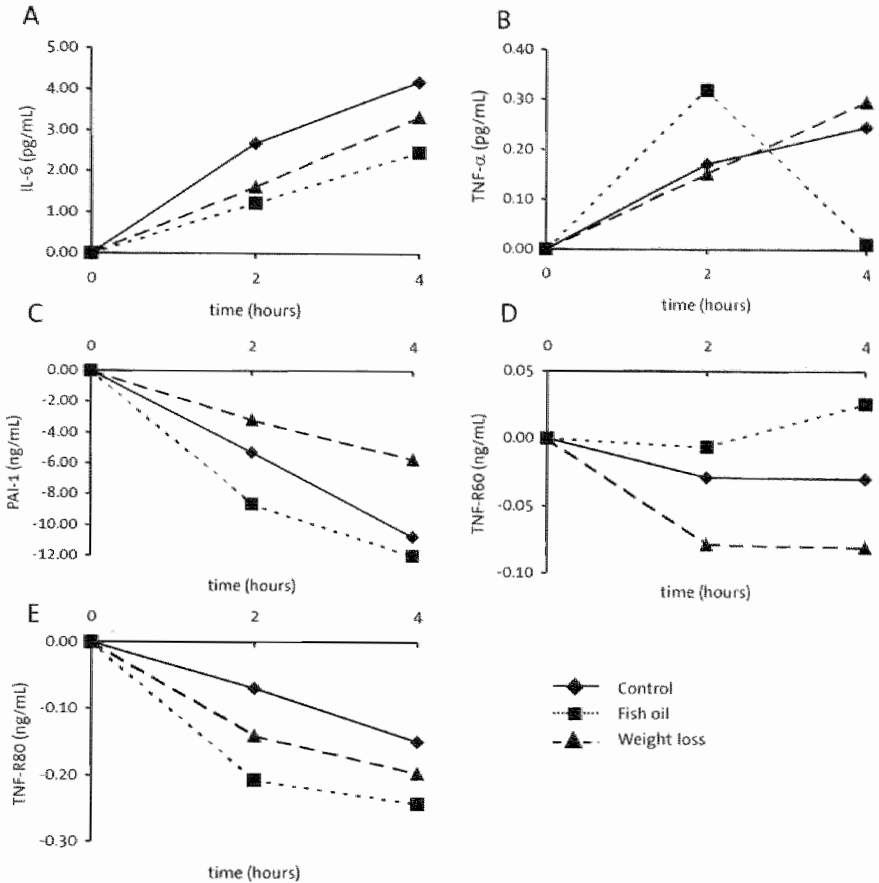 A
IL-6 (pg/mL)
5.00
4.00
3.00
2.00
1.00
0.00
0 2 4
time (hours)
B
TNF-α (pg/mL)
0.40
0.30
0.20
0.10
0.00
0 2 4
time (hours)
C
0 2 4
PAI-1 (ng/mL)
0.00
-2.00
-4.00
-6.00
-8.00
-10.00
-12.00
time (hours)
D
0 2 4
TNF-R60 (ng/mL)
0.05
0.00
-0.05
-0.10
time (hours)
E
0 2 4
TNF-R80 (ng/mL)
0.00
-0.10
-0.20
-0.30
time (hours)
Control
Fish oil
Weight loss